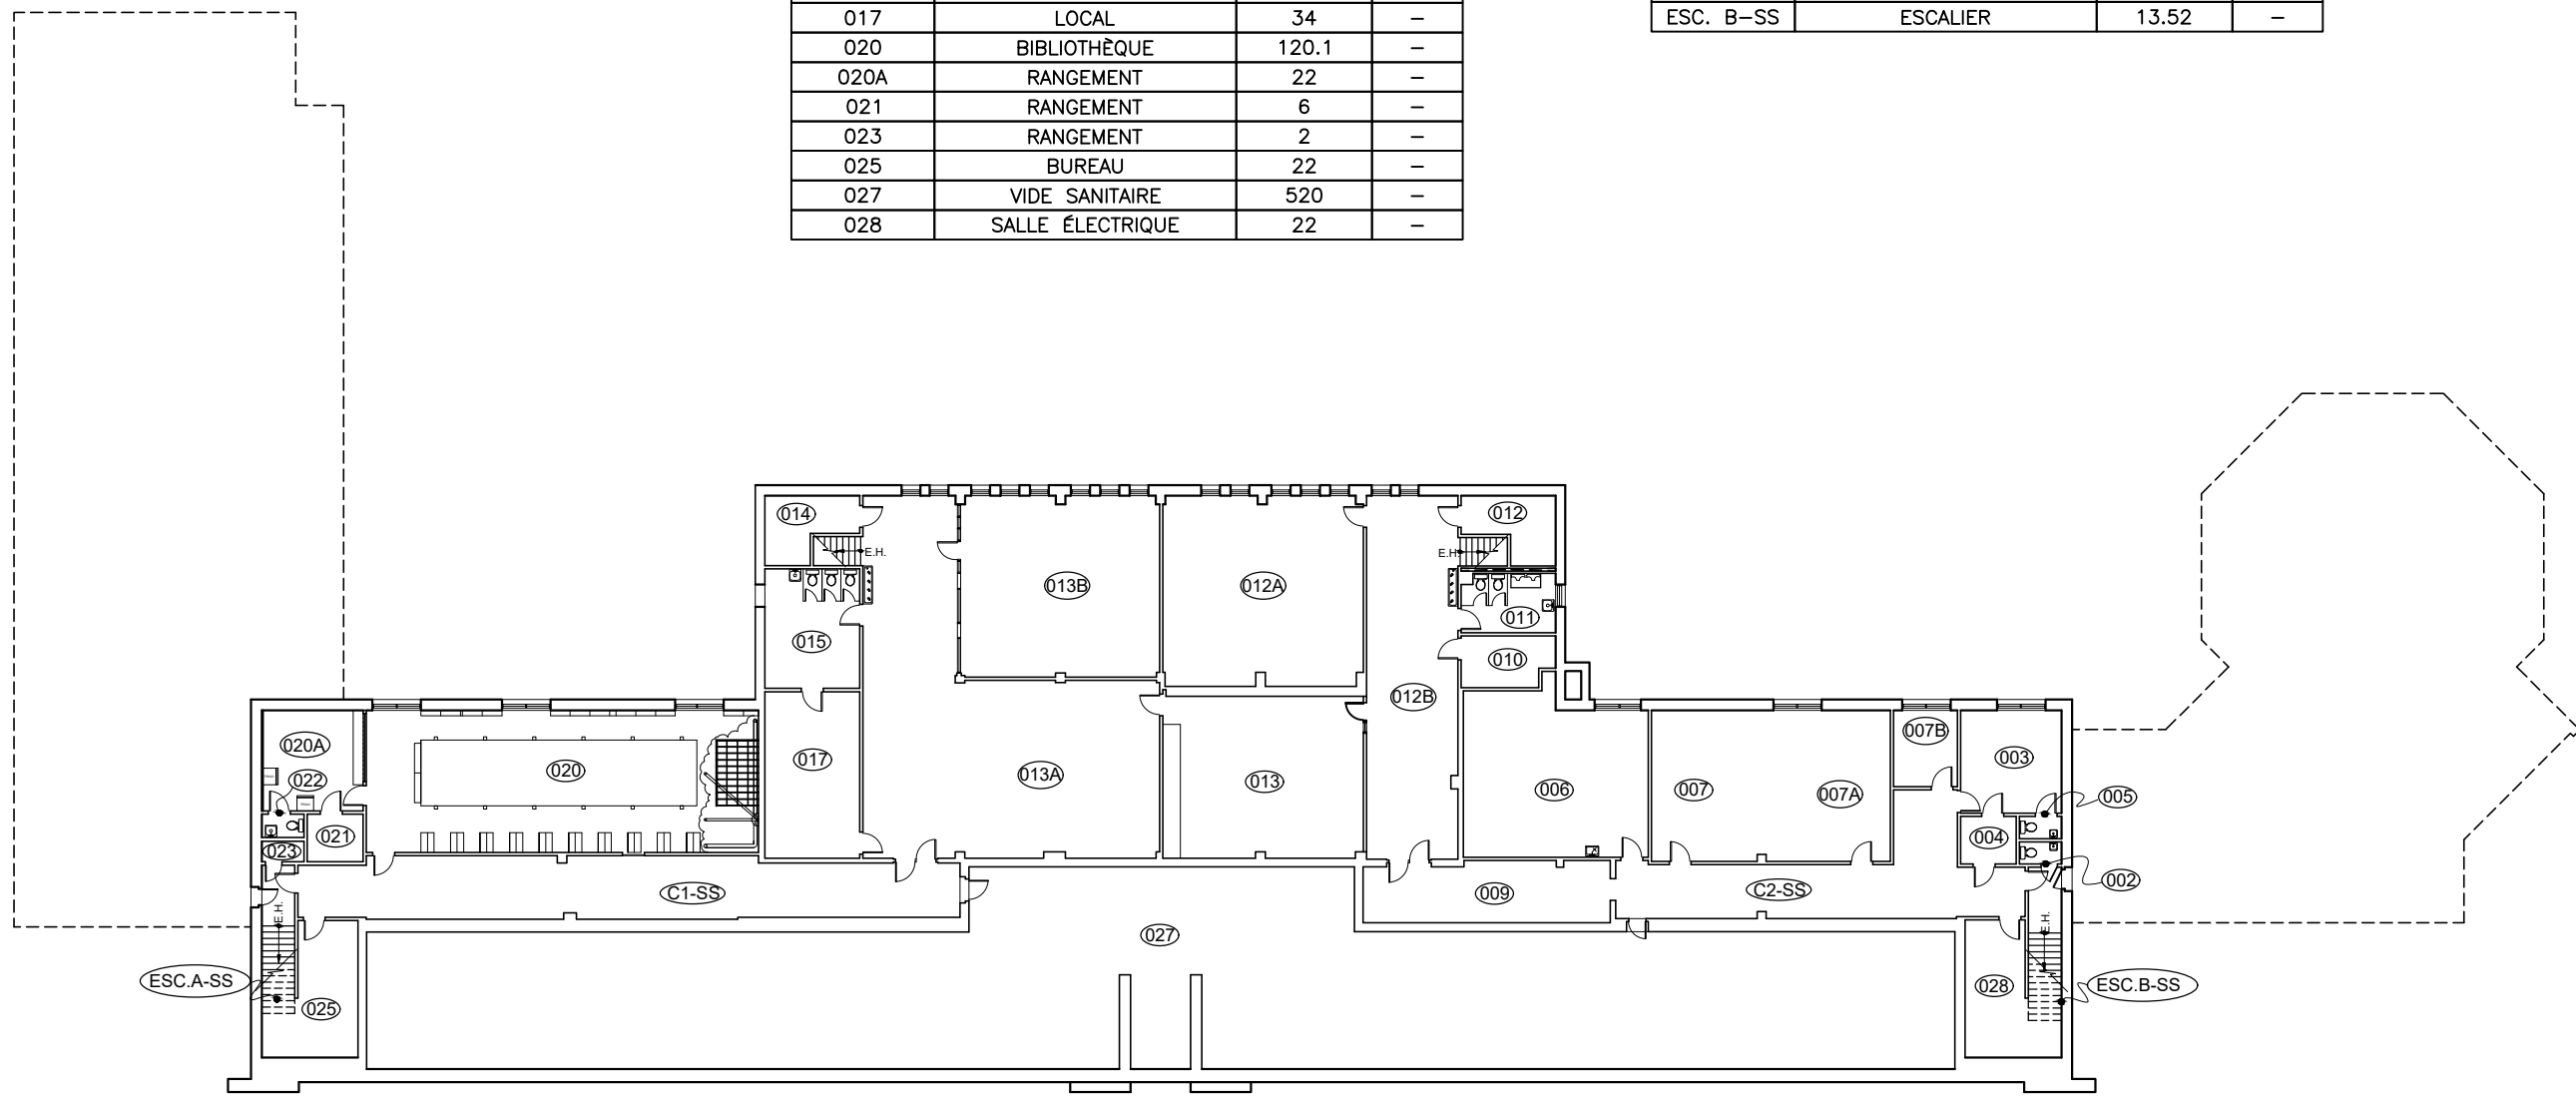 017 LOCAL 34 –
020 BIBLIOTHÈQUE 120.1 –
020A RANGEMENT 22 –
021 RANGEMENT 6 –
023 RANGEMENT 2 –
025 BUREAU 22 –
027 VIDE SANITAIRE 520 –
028 SALLE ÉLECTRIQUE 22 –
ESC. B–SS ESCALIER 13.52 –
014
012
E.H.
E.H.
013B
012A
011
015
010
012B
020A
022
020
017
013A
013
006
007
007A
007B
003
005
021
023
004
002
C1-SS
009
C2-SS
E.H.
E.H.
027
ESC.A-SS
025
028
ESC.B-SS